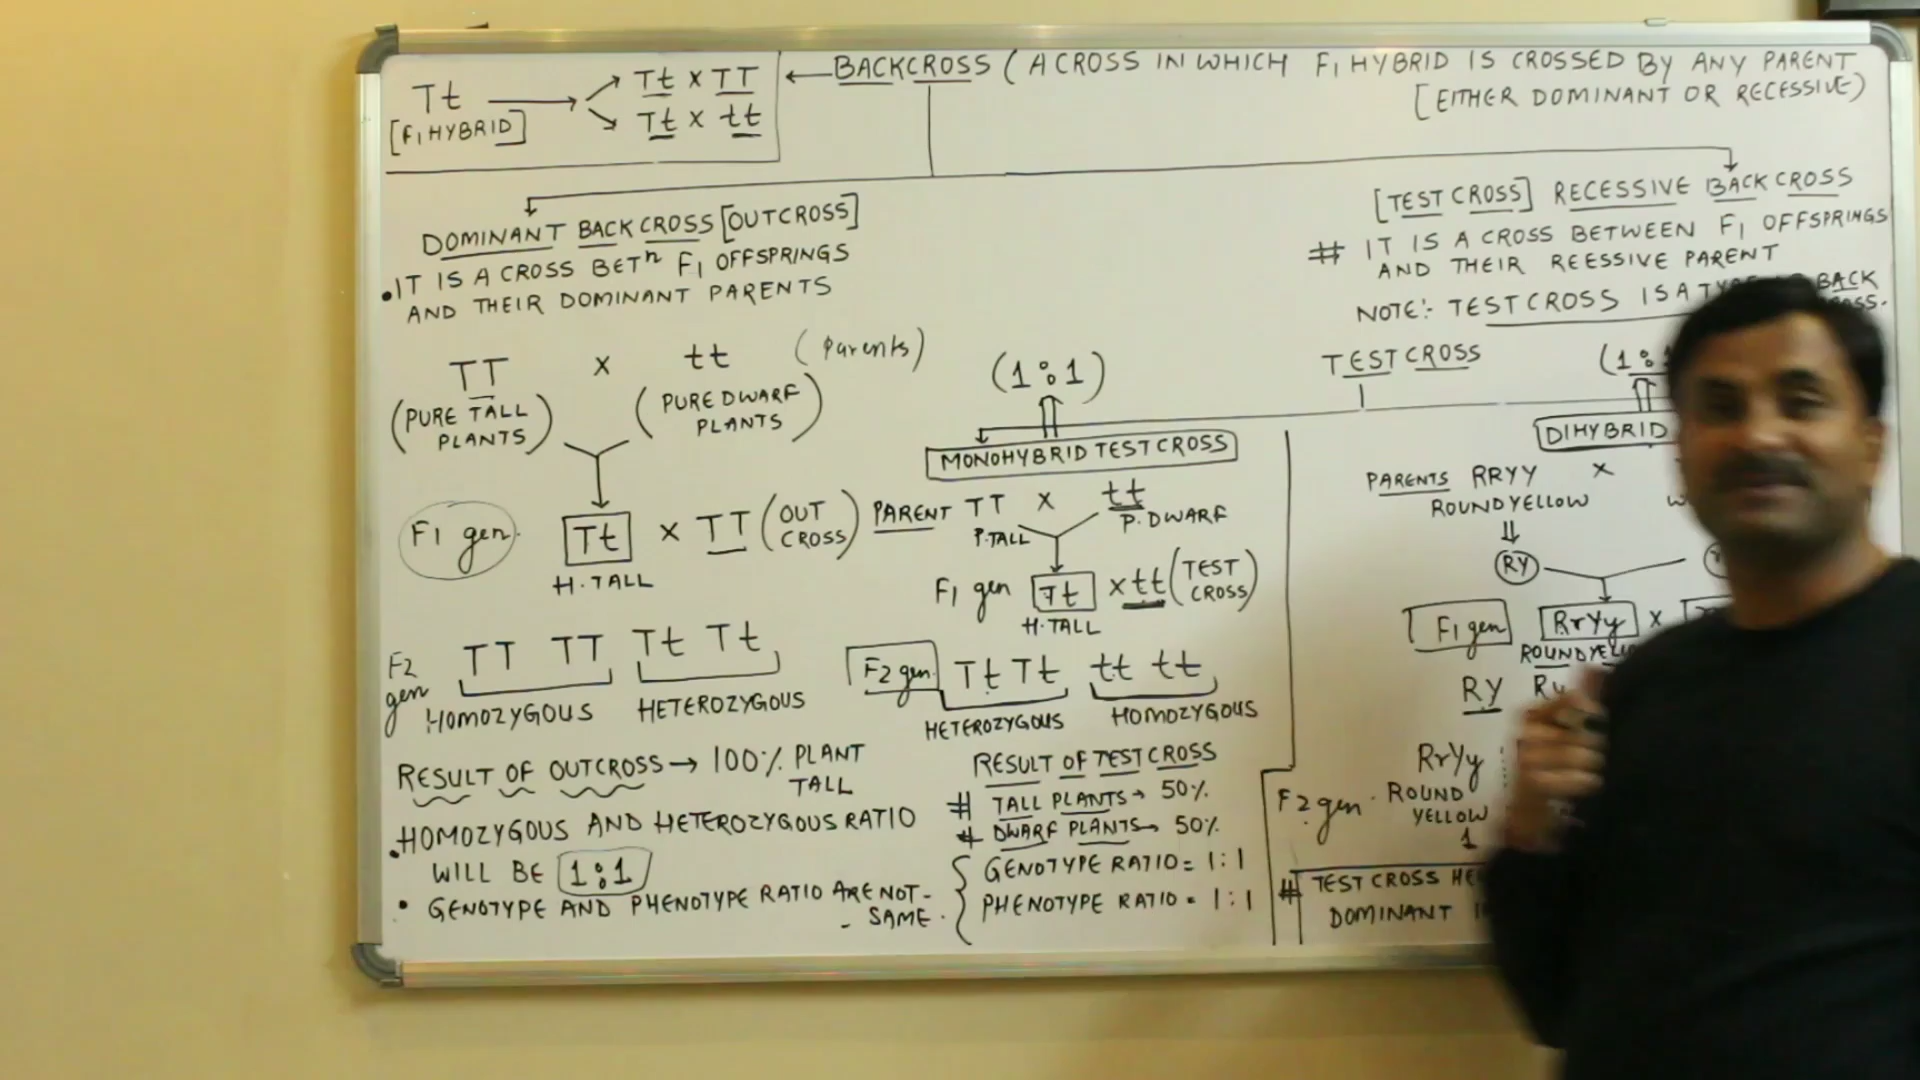 Tt
[F1 HYBRID]
Tt x TT
Tt x tt
BACKCROSS (A CROSS IN WHICH F1 HYBRID IS CROSSED BY ANY PARENT
[EITHER DOMINANT OR RECESSIVE)
DOMINANT BACK CROSS [OUTCROSS]
• IT IS A CROSS BETn F1 OFFSPRINGS
AND THEIR DOMINANT PARENTS
TT x tt (Parents)
(PURE TALL PLANTS) (PURE DWARF PLANTS)
F1 gen. Tt x TT (OUT CROSS)
H.TALL
F2 gen TT TT Tt Tt
HOMOZYGOUS HETEROZYGOUS
RESULT OF OUTCROSS → 100% PLANT
TALL
• HOMOZYGOUS AND HETEROZYGOUS RATIO
WILL BE 1:1
• GENOTYPE AND PHENOTYPE RATIO ARE NOT-
- SAME.
[TEST CROSS] RECESSIVE BACK CROSS
# IT IS A CROSS BETWEEN F1 OFFSPRINGS
AND THEIR REESSIVE PARENT
NOTE:- TEST CROSS IS A BACK
TEST CROSS
(1:1)
MONOHYBRID TEST CROSS
PARENT TT x tt
P.TALL P.DWARF
F1 gen Tt x tt (TEST CROSS)
H.TALL
F2 gen. Tt Tt tt tt
HETEROZYGOUS HOMOZYGOUS
RESULT OF TEST CROSS
# TALL PLANTS → 50%
# DWARF PLANTS → 50%
GENOTYPE RATIO = 1:1
PHENOTYPE RATIO = 1:1
DIHYBRID
PARENTS RRYY x
ROUND YELLOW
RY
F1 gen RrYy x
RY
RrYy
F2 gen. ROUND
YELLOW
1
# TEST CROSS
DOMINANT